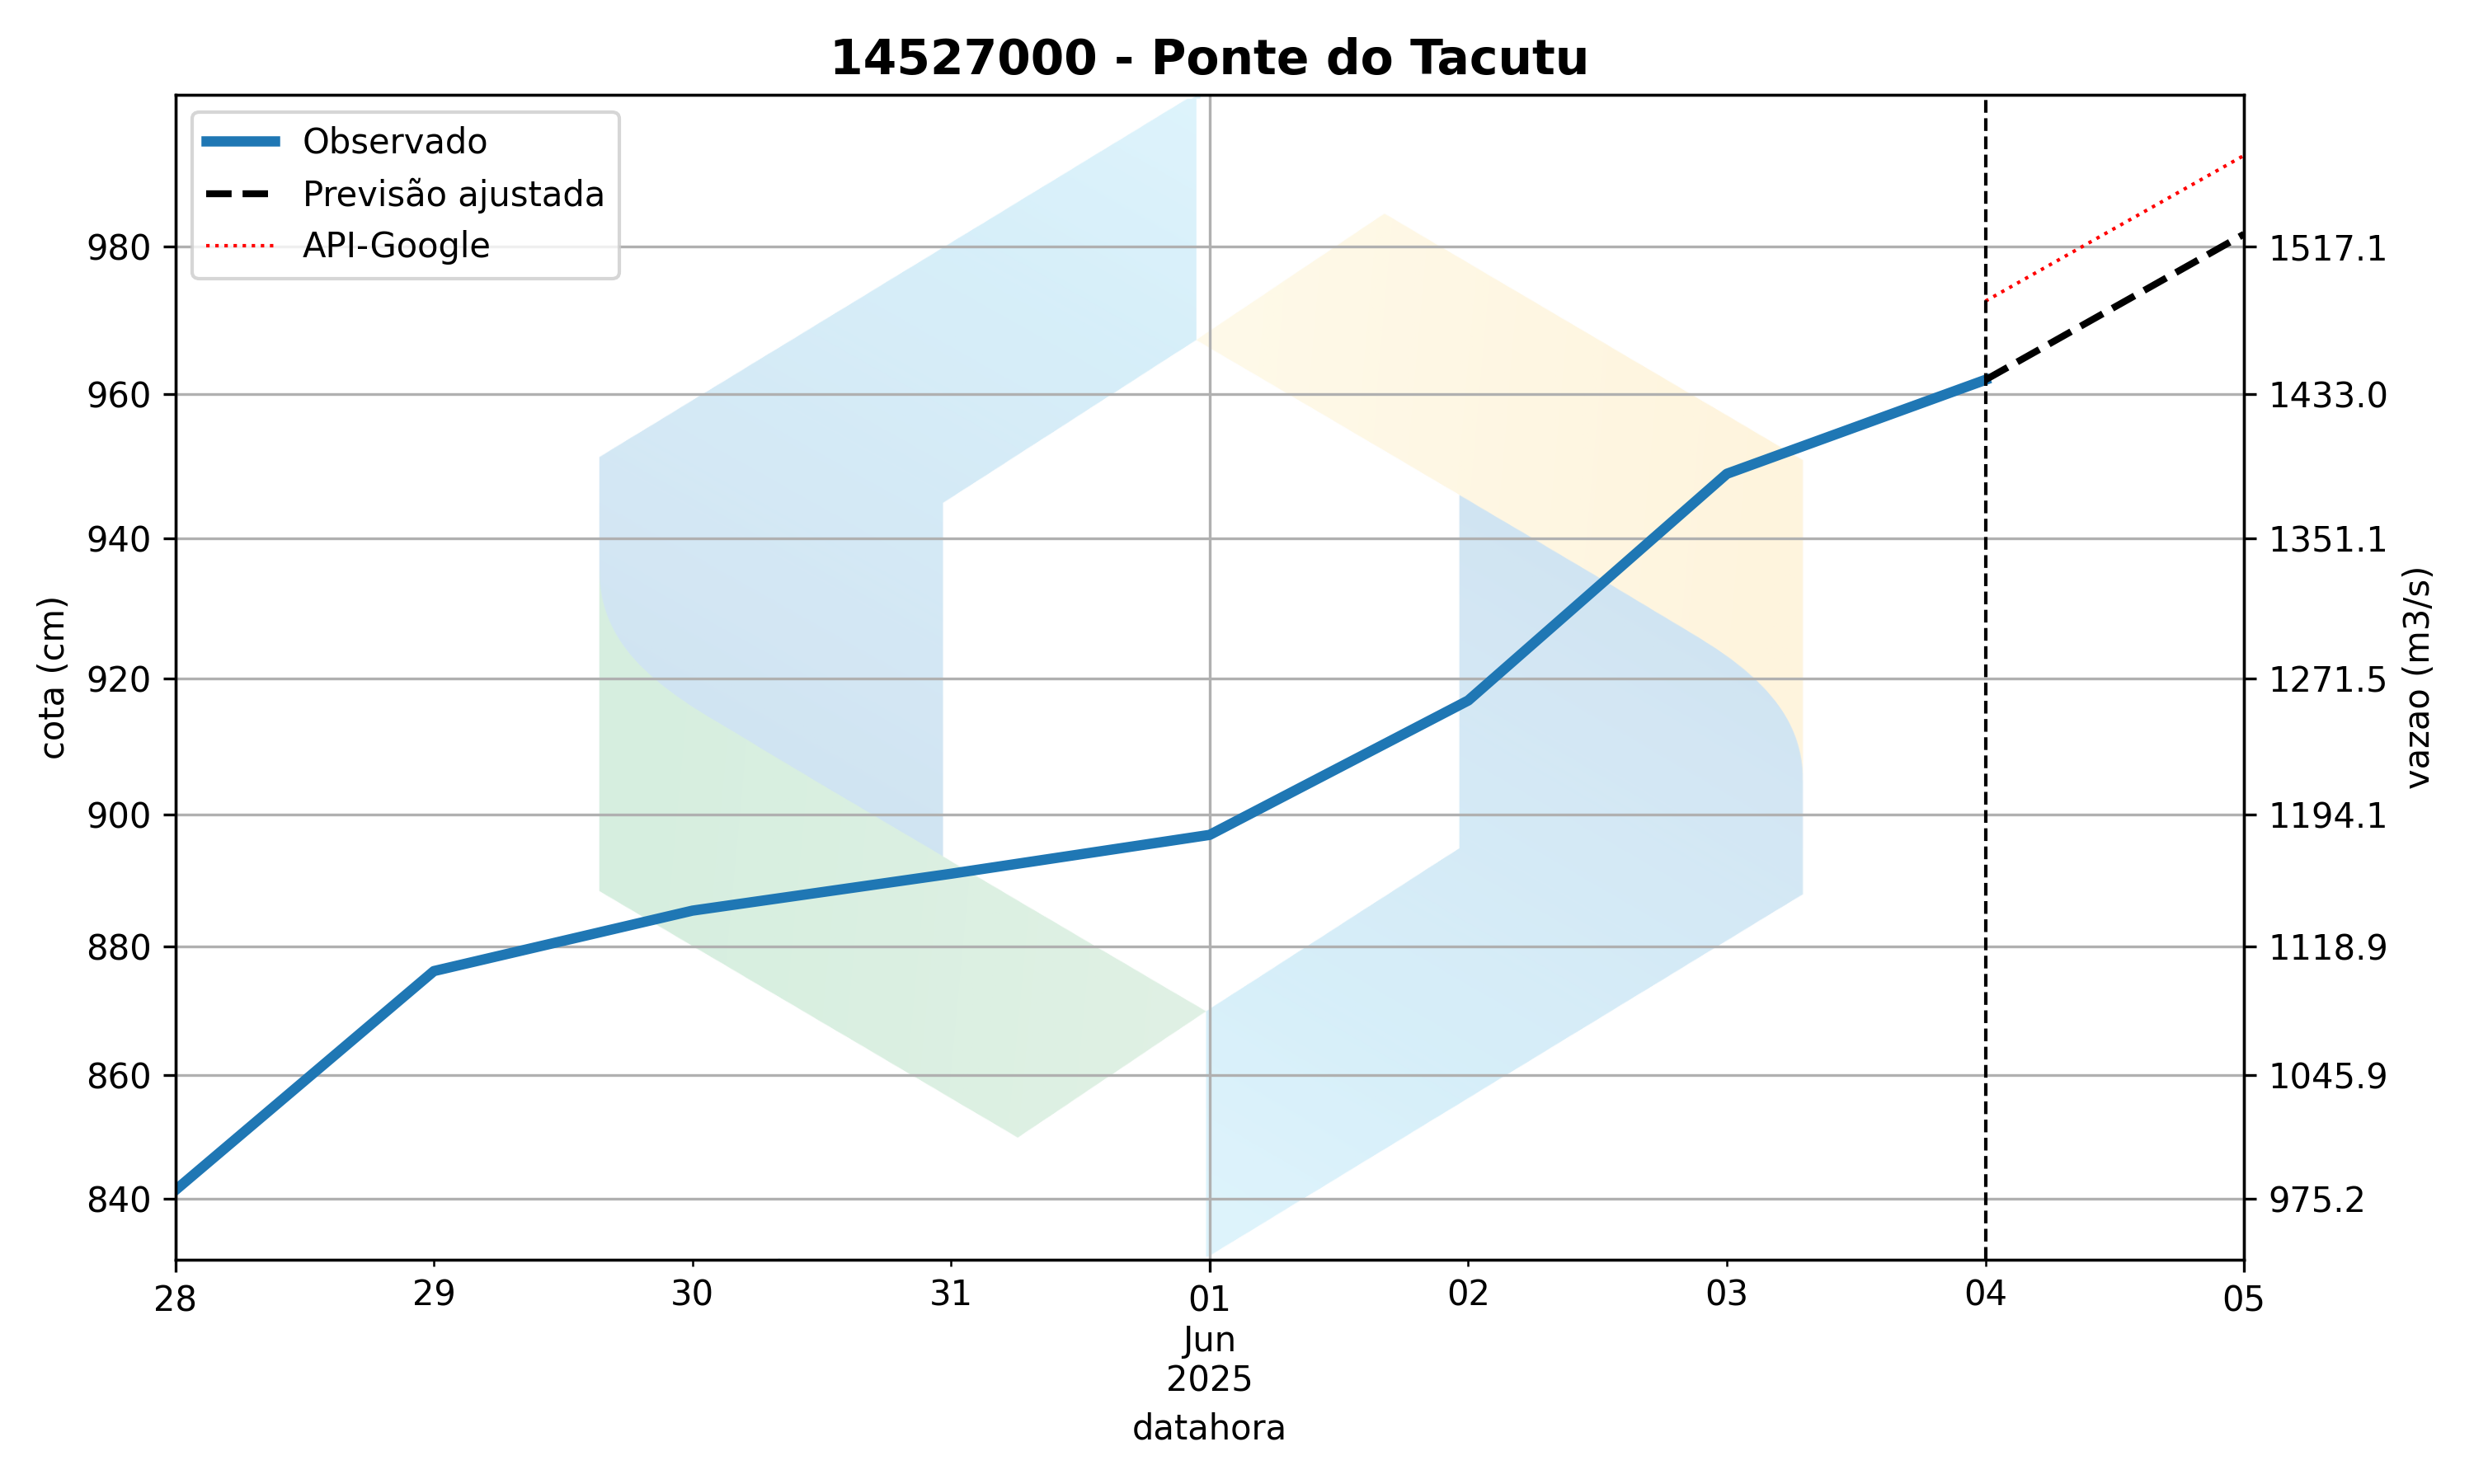 14527000 - Ponte do Tacutu
Observado
Previsão ajustada
API-Google
980
960
940
920
900
880
860
840
cota (cm)
1517.1
1433.0
1351.1
1271.5
1194.1
1118.9
1045.9
975.2
vazao (m3/s)
28 29 30 31 01 02 03 04 05
Jun
2025
datahora